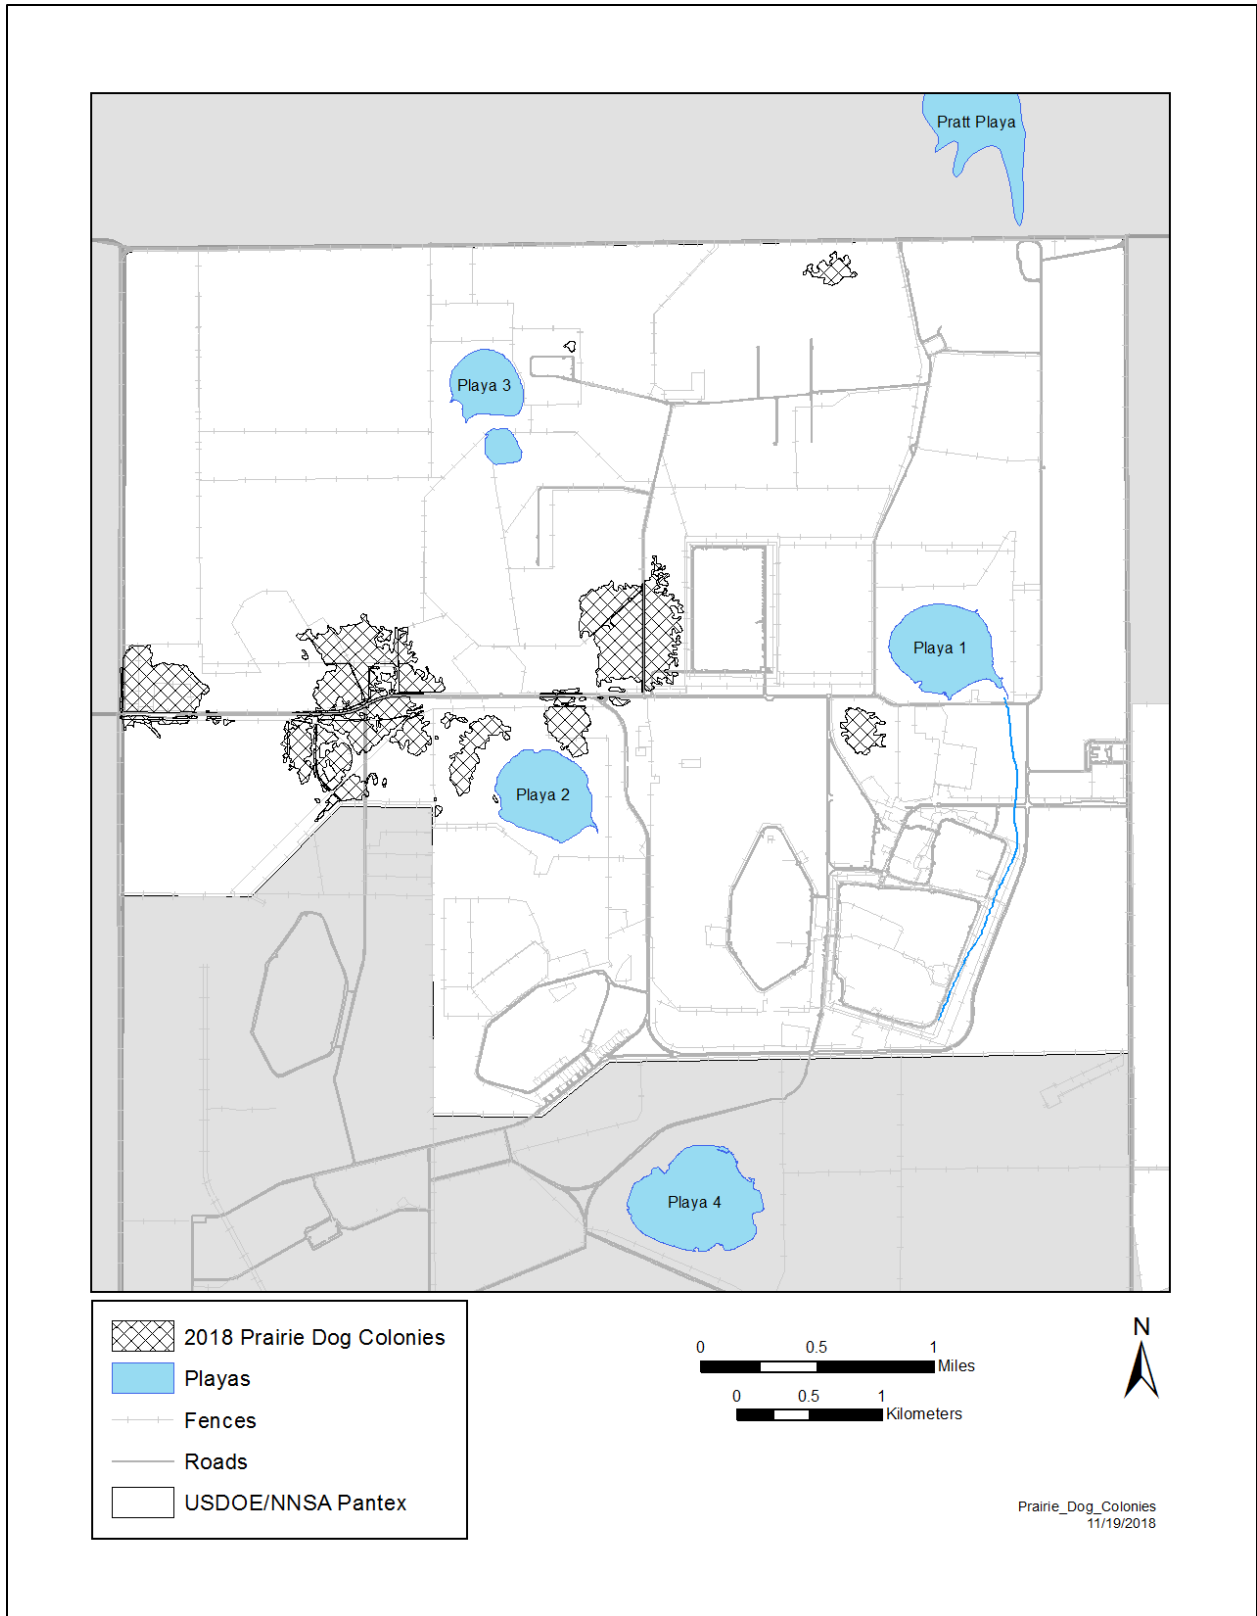 Pratt Playa
Playa 3
Playa 1
Playa 2
Playa 4
2018 Prairie Dog Colonies
Playas
Fences
Roads
USDOE/NNSA Pantex
0 0.5 1
Miles
0 0.5 1
Kilometers
N
Prairie_Dog_Colonies
11/19/2018